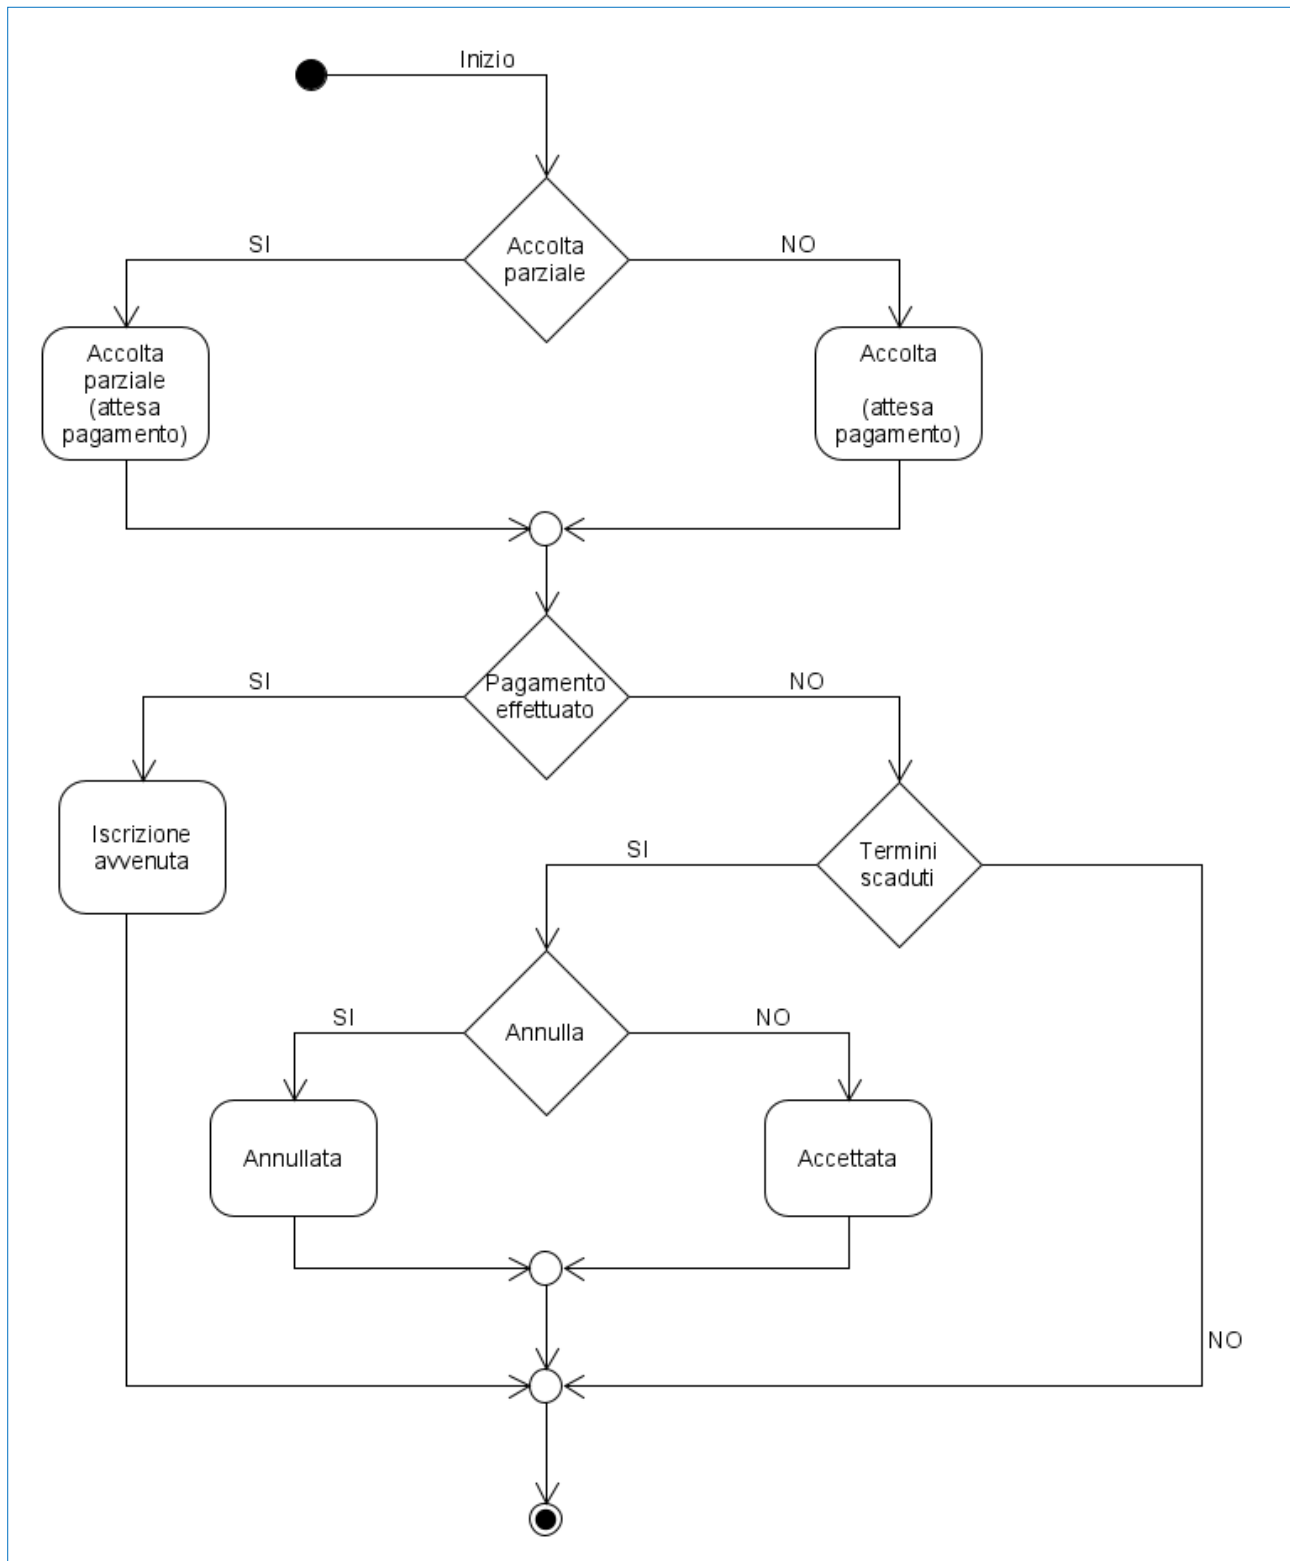 Inizio
SI
Accolta
parziale
NO
Accolta
parziale
(attesa
pagamento)
Accolta
(attesa
pagamento)
SI
Pagamento
effettuato
NO
Iscrizione
avvenuta
SI
Termini
scaduti
SI
Annulla
NO
Annullata
Accettata
NO